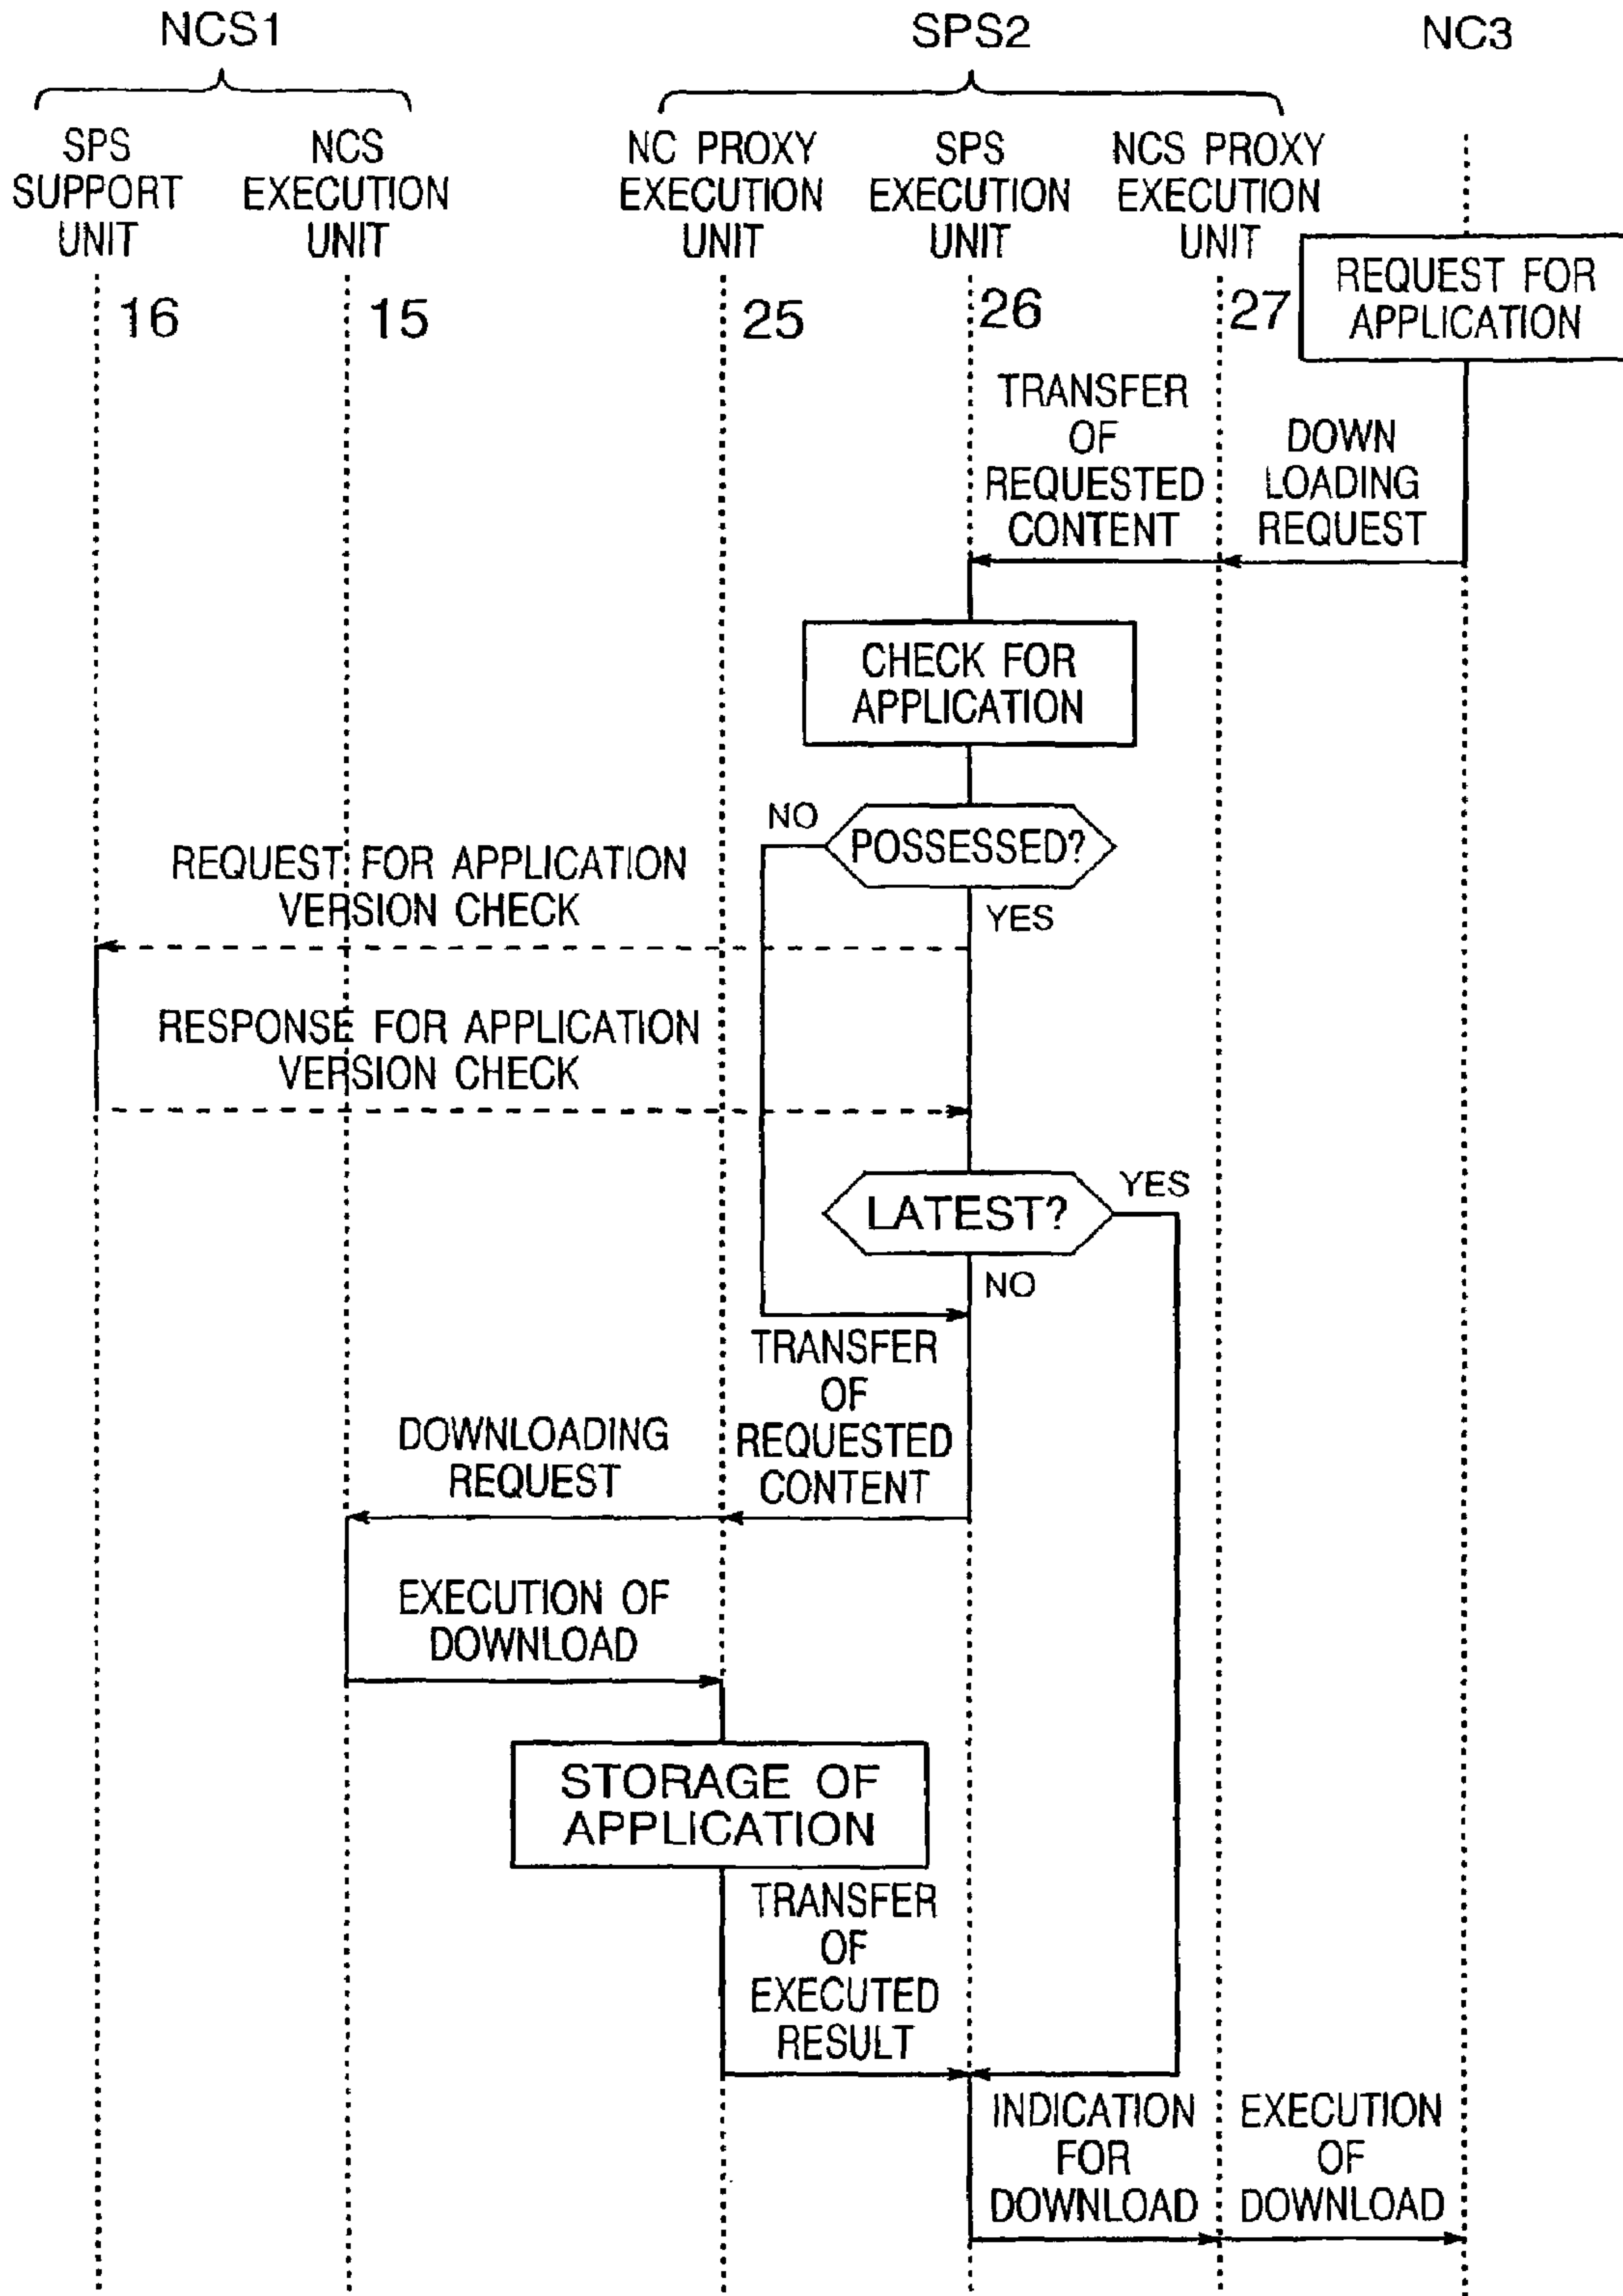 NCS1
SPS2
NC3
SPS
SUPPORT
UNIT
NCS
EXECUTION
UNIT
NC PROXY
EXECUTION
UNIT
SPS
EXECUTION
UNIT
NCS PROXY
EXECUTION
UNIT
16
15
25
26
27
REQUEST FOR
APPLICATION
TRANSFER
OF
REQUESTED
CONTENT
DOWN
LOADING
REQUEST
CHECK FOR
APPLICATION
NO
POSSESSED?
YES
REQUEST FOR APPLICATION
VERSION CHECK
RESPONSE FOR APPLICATION
VERSION CHECK
LATEST?
YES
NO
TRANSFER
OF
REQUESTED
CONTENT
DOWNLOADING
REQUEST
EXECUTION OF
DOWNLOAD
STORAGE OF
APPLICATION
TRANSFER
OF
EXECUTED
RESULT
INDICATION
FOR
DOWNLOAD
EXECUTION
OF
DOWNLOAD